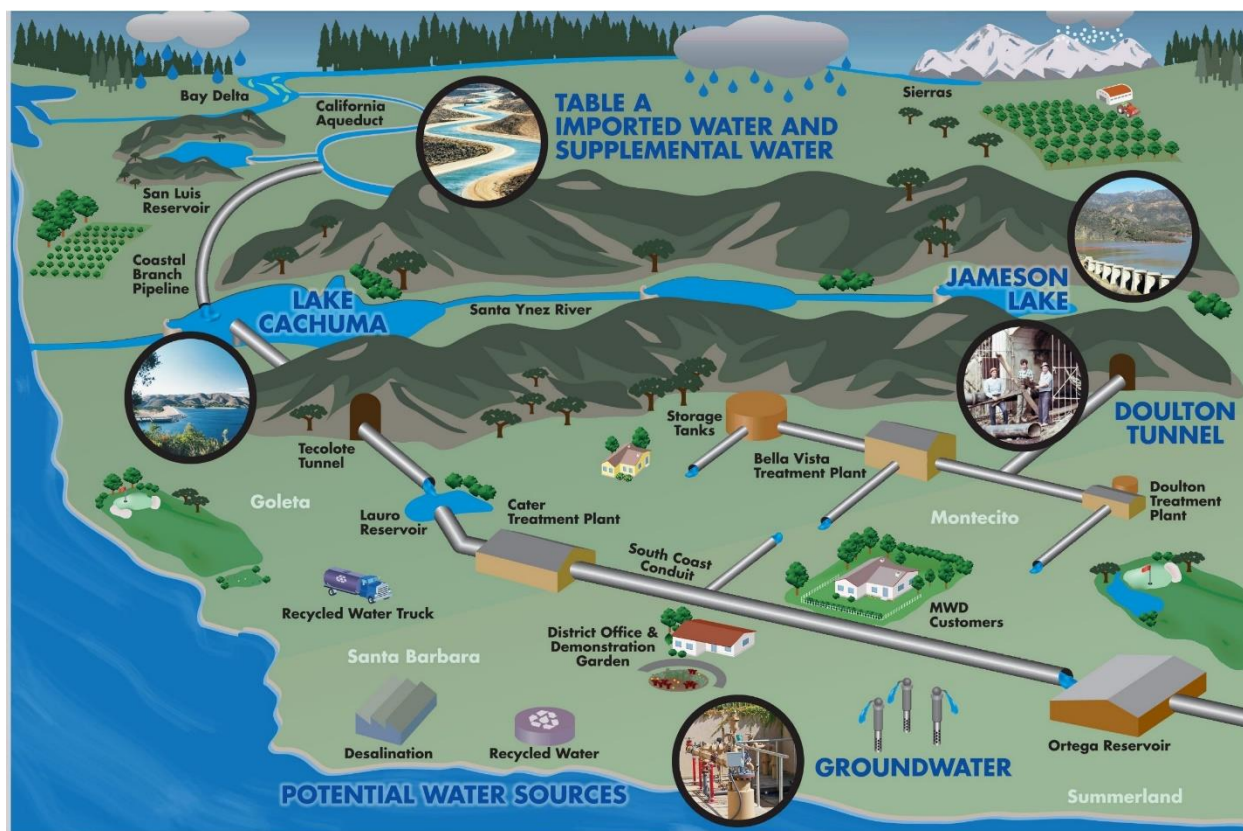 Bay Delta
California
Aqueduct
TABLE A
IMPORTED WATER AND
SUPPLEMENTAL WATER
Sierras
San Luis
Reservoir
Coastal
Branch
Pipeline
LAKE
CACHUMA
Santa Ynez River
JAMESON
LAKE
Tecolote
Tunnel
Storage
Tanks
Bella Vista
Treatment Plant
DOULTON
TUNNEL
Goleta
Lauro
Reservoir
Cater
Treatment Plant
Montecito
Doulton
Treatment
Plant
South Coast
Conduit
Recycled Water Truck
MWD
Customers
District Office &
Demonstration
Garden
Santa Barbara
Desalination
Recycled Water
Ortega Reservoir
GROUNDWATER
POTENTIAL WATER SOURCES
Summerland